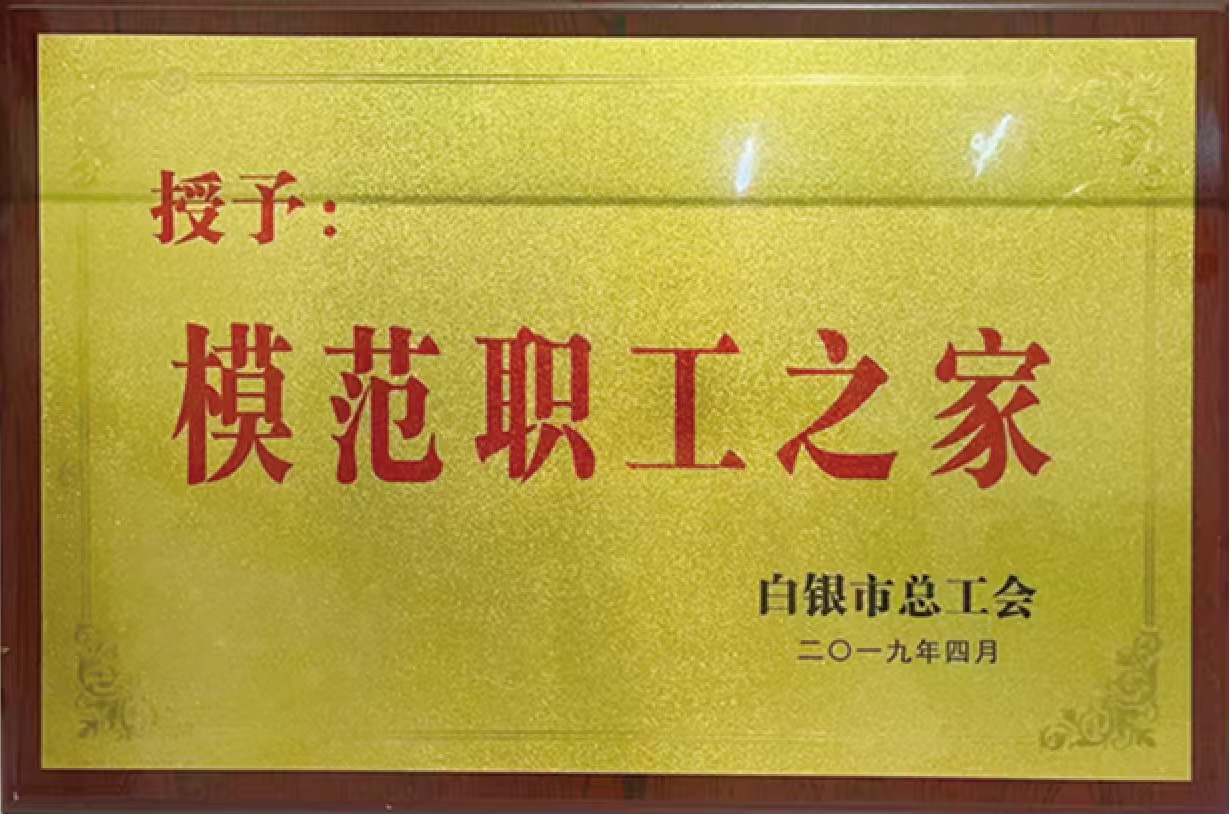 授予：
模范职工之家
白银市总工会
二〇一九年四月